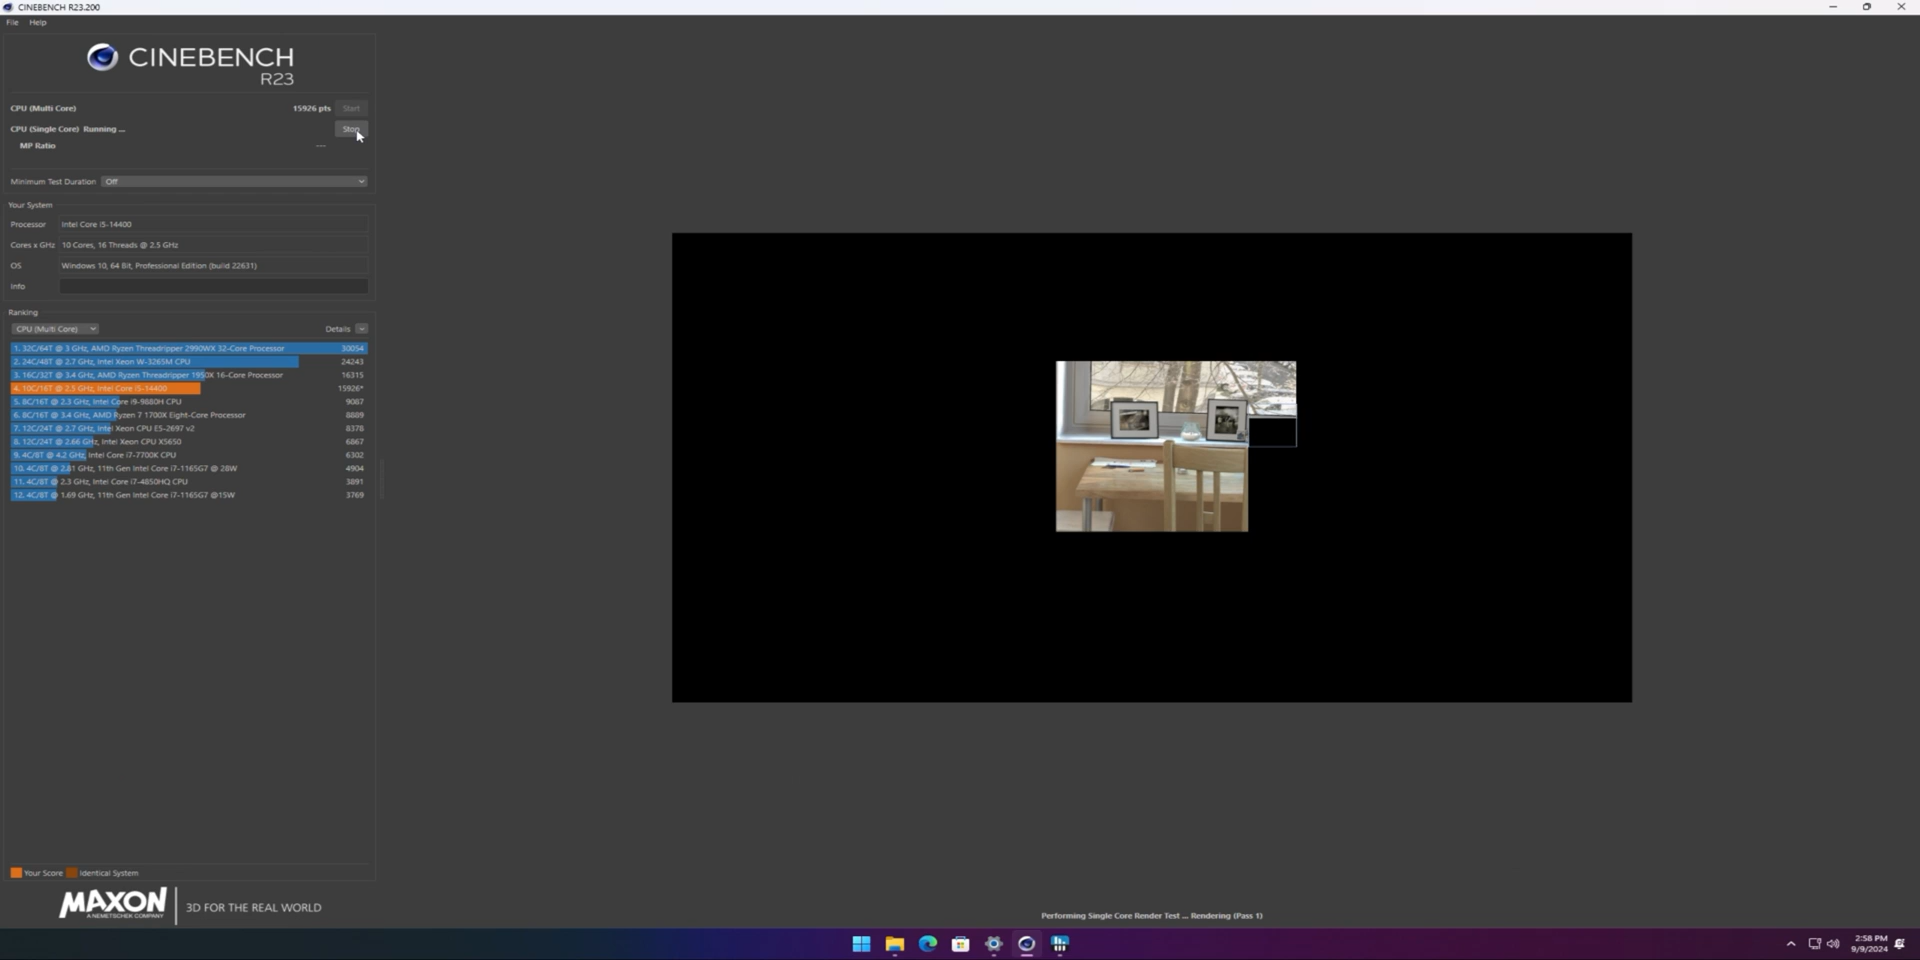 CINEBENCH R23.200
File Help
CINEBENCH
R23
CPU (Multi Core) 15926 pts Start
CPU (Single Core) Running ... Stop
MP Ratio ---
Minimum Test Duration Off
Your System
Processor Intel Core i5-14400
Cores x GHz 10 Cores, 16 Threads @ 2.5 GHz
OS Windows 10, 64 Bit, Professional Edition (build 22631)
Info
Ranking
CPU (Multi Core) Details
1. 32C/64T @ 3 GHz, AMD Ryzen Threadripper 2990WX 32-Core Processor 30054
2. 24C/48T @ 2.7 GHz, Intel Xeon W-3265M CPU 24243
3. 16C/32T @ 3.4 GHz, AMD Ryzen Threadripper 1950X 16-Core Processor 16315
4. 10C/16T @ 2.5 GHz, Intel Core i5-14400 15926*
5. 8C/16T @ 2.3 GHz, Intel Core i9-9880H CPU 9087
6. 8C/16T @ 3.4 GHz, AMD Ryzen 7 1700X Eight-Core Processor 8889
7. 12C/24T @ 2.7 GHz, Intel Xeon CPU E5-2697 v2 8378
8. 12C/24T @ 2.66 GHz, Intel Xeon CPU X5650 6867
9. 4C/8T @ 4.2 GHz, Intel Core i7-7700K CPU 6302
10. 4C/8T @ 2.81 GHz, 11th Gen Intel Core i7-1165G7 @ 28W 4904
11. 4C/8T @ 2.3 GHz, Intel Core i7-4850HQ CPU 3891
12. 4C/8T @ 1.69 GHz, 11th Gen Intel Core i7-1165G7 @15W 3769
Your Score Identical System
MAXON 3D FOR THE REAL WORLD
A NEMETSCHEK COMPANY
Performing Single Core Render Test ... Rendering (Pass 1)
2:58 PM
9/9/2024